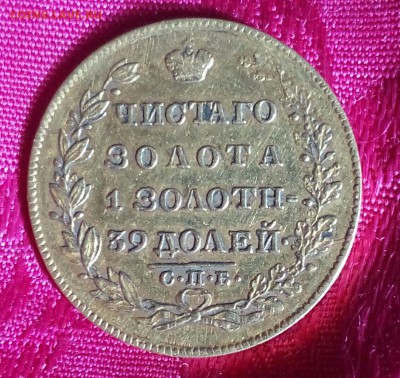 ЧИСТАГО
ЗОЛОТА
1 ЗОЛОТН-
39 ДОЛЕЙ·
С·П·Б·